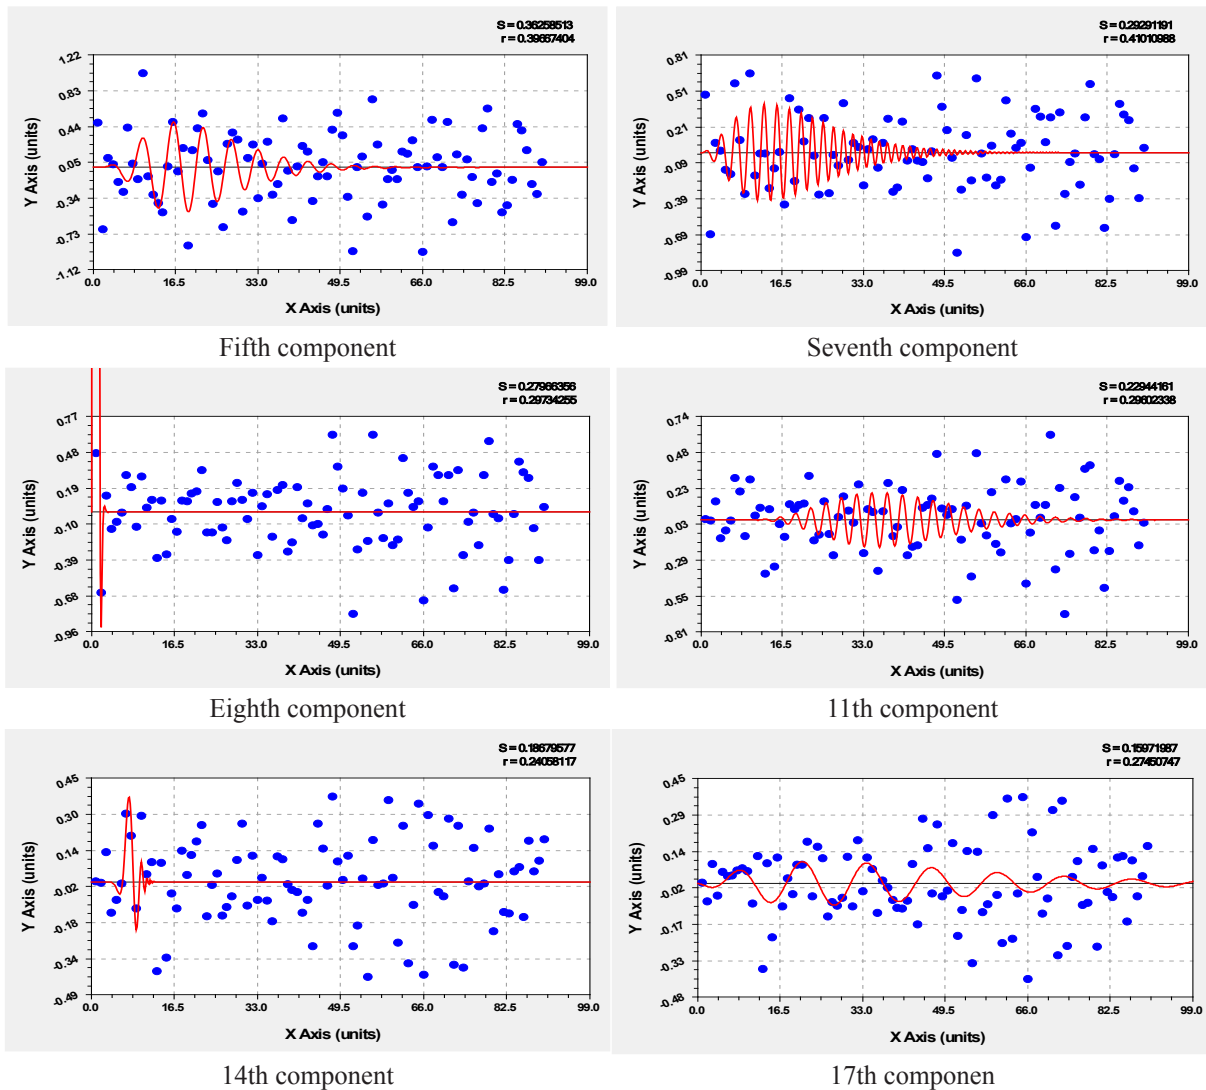 S = 0.36258513
r = 0.39667404
Y Axis (units)
1.22
0.83
0.44
0.05
-0.34
-0.73
-1.12
0.0 16.5 33.0 49.5 66.0 82.5 99.0
X Axis (units)
Fifth component
S = 0.29291191
r = 0.41010988
Y Axis (units)
0.81
0.51
0.21
-0.09
-0.39
-0.69
-0.99
0.0 16.5 33.0 49.5 66.0 82.5 99.0
X Axis (units)
Seventh component
S = 0.27966356
r = 0.29734255
Y Axis (units)
0.77
0.48
0.19
-0.10
-0.39
-0.68
-0.96
0.0 16.5 33.0 49.5 66.0 82.5 99.0
X Axis (units)
Eighth component
S = 0.22944161
r = 0.29602338
Y Axis (units)
0.74
0.48
0.23
-0.03
-0.29
-0.55
-0.81
0.0 16.5 33.0 49.5 66.0 82.5 99.0
X Axis (units)
11th component
S = 0.18679577
r = 0.24058117
Y Axis (units)
0.45
0.30
0.14
-0.02
-0.18
-0.34
-0.49
0.0 16.5 33.0 49.5 66.0 82.5 99.0
X Axis (units)
14th component
S = 0.15971987
r = 0.27450747
Y Axis (units)
0.45
0.29
0.14
-0.02
-0.17
-0.33
-0.48
0.0 16.5 33.0 49.5 66.0 82.5 99.0
X Axis (units)
17th componen